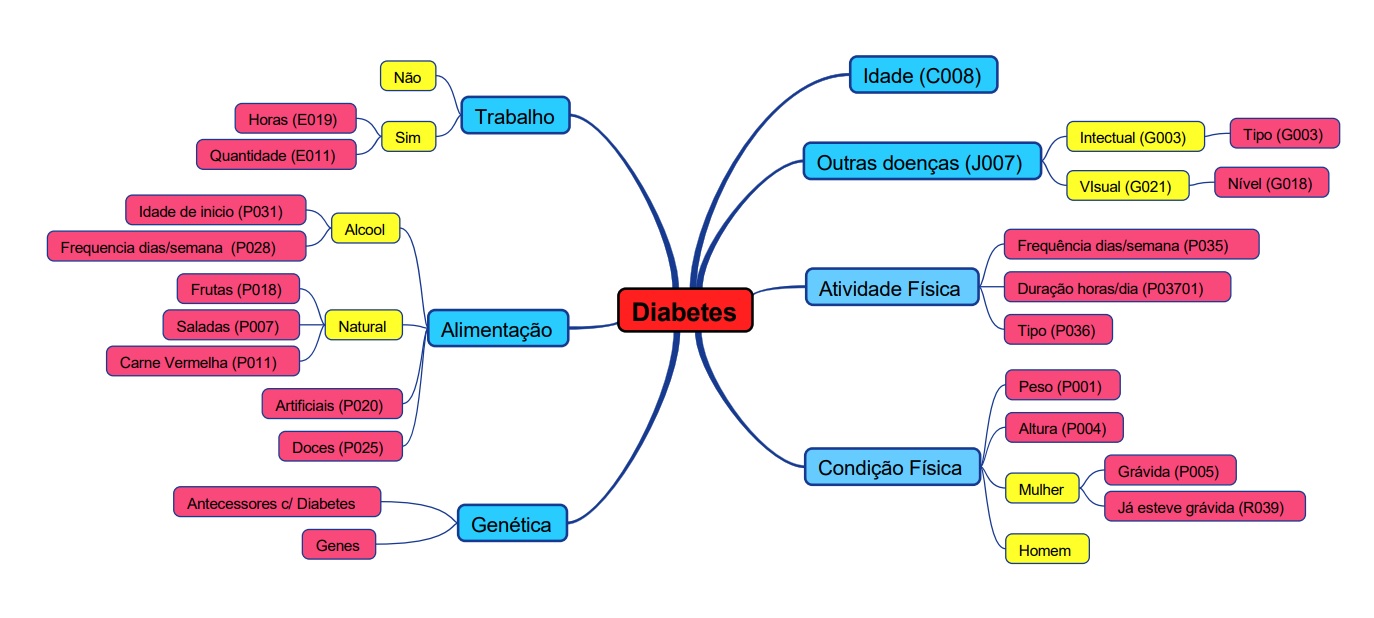 Diabetes
Trabalho
Não
Sim
Horas (E019)
Quantidade (E011)
Alimentação
Alcool
Idade de inicio (P031)
Frequencia dias/semana  (P028)
Natural
Frutas (P018)
Saladas (P007)
Carne Vermelha (P011)
Artificiais (P020)
Doces (P025)
Genética
Antecessores c/ Diabetes
Genes
Idade (C008)
Outras doenças (J007)
Intectual (G003)
Tipo (G003)
VIsual (G021)
Nível (G018)
Atividade Física
Frequência dias/semana (P035)
Duração horas/dia (P03701)
Tipo (P036)
Condição Física
Peso (P001)
Altura (P004)
Mulher
Grávida (P005)
Já esteve grávida (R039)
Homem